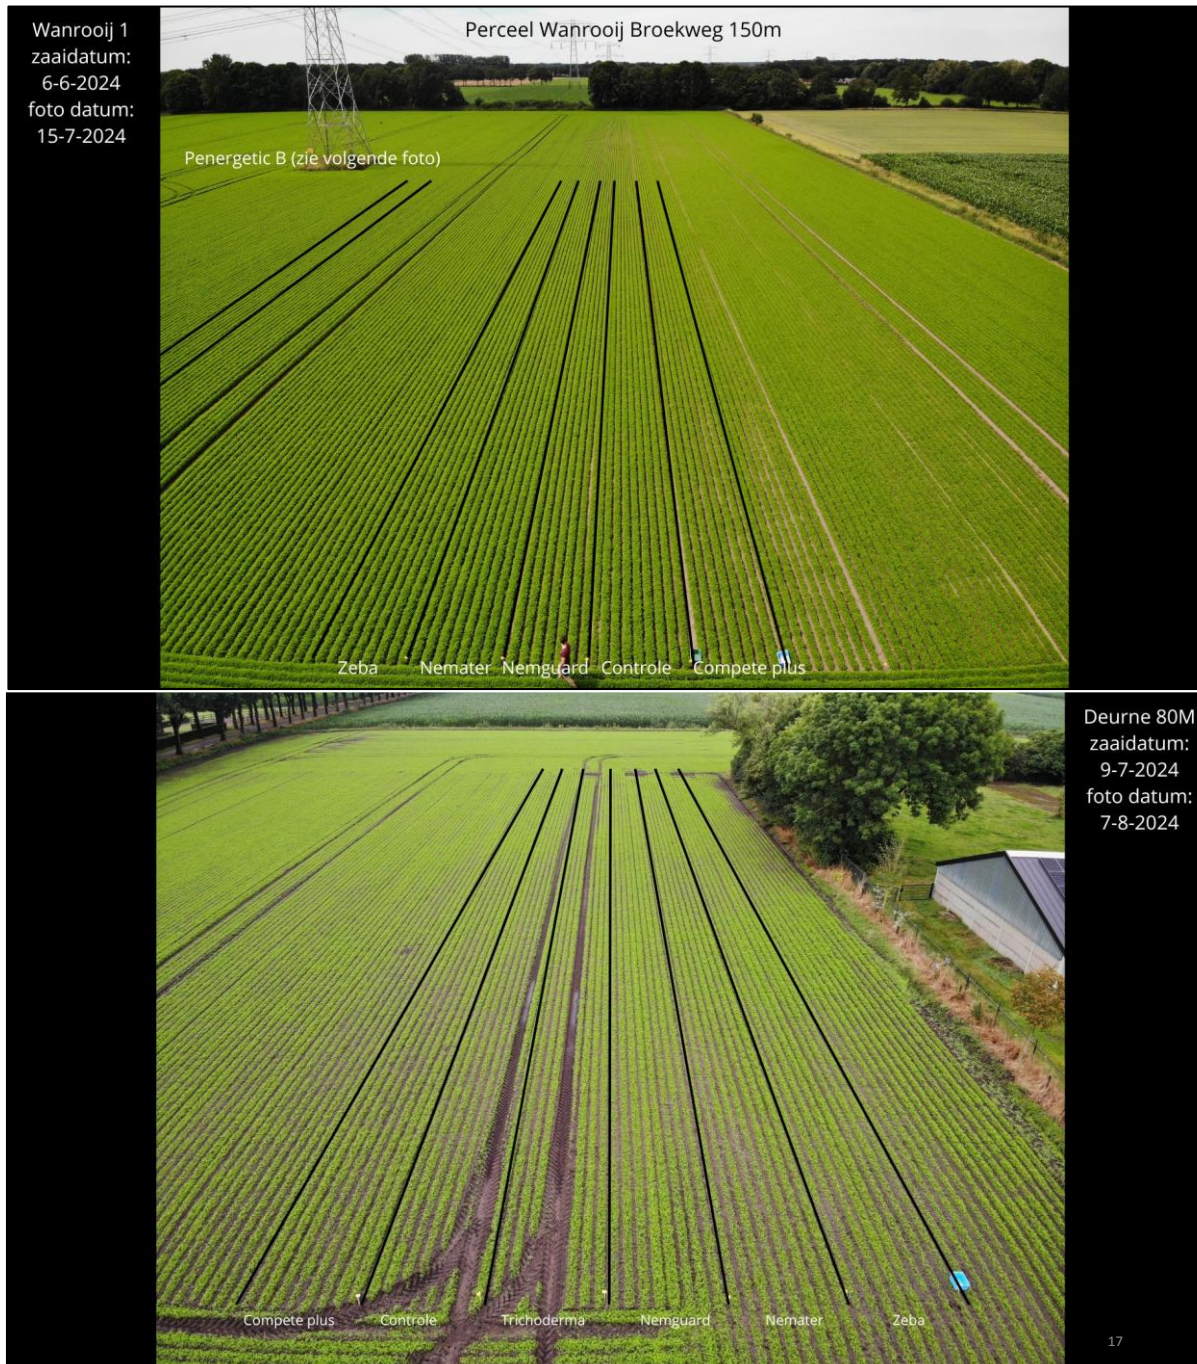 Wanrooij 1
zaaidatum:
6-6-2024
foto datum:
15-7-2024
Perceel Wanrooij Broekweg 150m
Penergetic B (zie volgende foto)
Zeba Nemater Nemguard Controle Compete plus
Deurne 80M
zaaidatum:
9-7-2024
foto datum:
7-8-2024
Compete plus Controle Trichoderma Nemguard Nemater Zeba
17